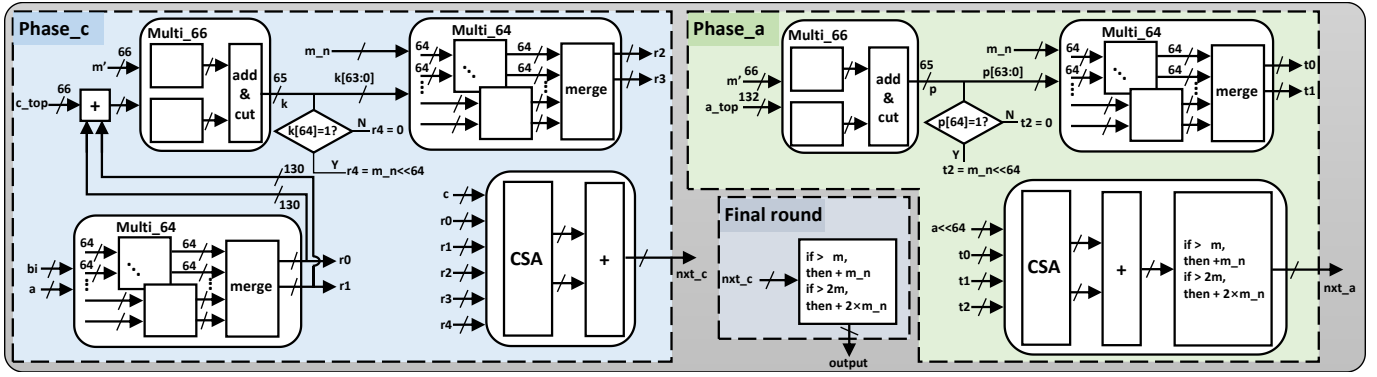 Phase_c
Multi_66
66
m'
c_top
66
+
add
&
cut
65
k
k[63:0]
k[64]=1?
N
r4 = 0
Y
r4 = m_n<<64
m_n
Multi_64
64
64
64
64
merge
r2
r3
130
130
Multi_64
64
64
64
64
bi
a
merge
r0
r1
c
r0
r1
r2
r3
r4
CSA
+
nxt_c
Final round
nxt_c
if > m,
then + m_n
if > 2m,
then + 2×m_n
output
Phase_a
Multi_66
66
m'
132
a_top
add
&
cut
65
p
p[63:0]
p[64]=1?
N
t2 = 0
Y
t2 = m_n<<64
m_n
Multi_64
64
64
64
64
merge
t0
t1
a<<64
t0
t1
t2
CSA
+
if > m,
then +m_n
if > 2m,
then + 2×m_n
nxt_a